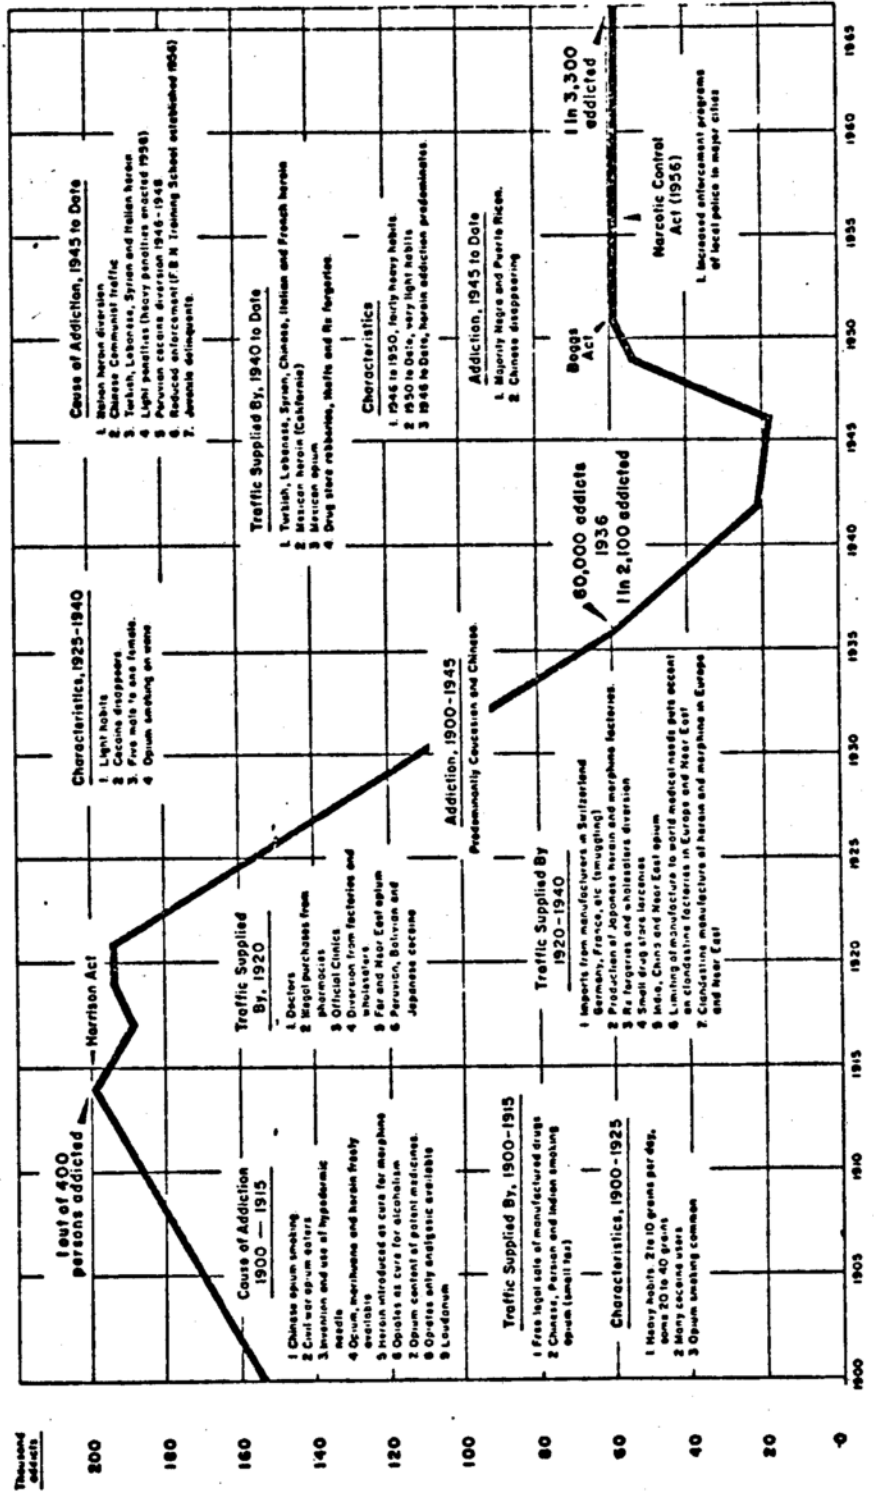 Thousand
addicts
200
180
160
140
120
100
80
60
40
20
0
1900
1905
1910
1915
1920
1925
1930
1935
1940
1945
1950
1955
1960
1965
1 out of 400
persons addicted
Harrison Act
Cause of Addiction
1900 — 1915
1 Chinese opium smoking.
2 Civil war opium eaters
3. Invention and use of hypodermic
needle
4 Opium, marihuana and heroin freely
available
5 Heroin introduced as cure for morphine
6 Opiates as cure for alcoholism
7 Opium content of patent medicines.
8 Opiates only analgesic available
9 Laudanum
Traffic Supplied By, 1900-1915
1 Free legal sale of manufactured drugs
2 Chinese, Persian and Indian smoking
opium (small tax)
Characteristics, 1900-1925
1 Heavy habits. 2 to 10 grains per day,
some 20 to 40 grains
2 Many cocaine users
3 Opium smoking common
Traffic Supplied
By, 1920
1 Doctors
2 Illegal purchases from
pharmacies
3 Official Clinics
4 Diversion from factories and
wholesalers
5 Far and Near East opium
6 Peruvian, Bolivian and
Japanese cocaine
Traffic Supplied By
1920-1940
1 Imports from manufacturers in Switzerland
Germany, France, etc (smuggling)
2 Production of Japanese heroin and morphine factories.
3 Rx forgeries and wholesalers diversion
4 Small drug store larcenies
5 India, China and Near East opium
6 Limiting of manufacture to world medical needs puts accent
on clandestine factories in Europe and Near East
7. Clandestine manufacture of heroin and morphine in Europe
and Near East
Characteristics, 1925-1940
1. Light habits
2 Cocaine disappears.
3. Five male to one female.
4 Opium smoking on wane
Addiction, 1900-1945
Predominantly Caucasian and Chinese.
60,000 addicts
1936
1 in 2,100 addicted
Cause of Addiction, 1945 to Date
1. Italian heroin diversion
2. Chinese Communist traffic
3. Turkish, Lebanese, Syrian and Italian heroin
4 Light penalties (heavy penalties enacted 1956)
5 Peruvian cocaine diversion 1946-1948
6. Reduced enforcement (F.B.N Training School established 1956)
7. Juvenile delinquents.
Traffic Supplied By, 1940 to Date
1. Turkish, Lebanese, Syrian, Chinese, Italian and French heroin
2 Mexican heroin (California)
3 Mexican opium
4. Drug store robberies, thefts and Rx forgeries.
Characteristics
1. 1946 to 1950, fairly heavy habits.
2 1950 to Date, very light habits
3 1946 to Date, heroin addiction predominates.
Addiction, 1945 to Date
1. Majority Negro and Puerto Rican.
2 Chinese disappearing
Boggs
Act
1 in 3,300
addicted
Narcotic Control
Act (1956)
1. Increased enforcement programs
of local police in major cities